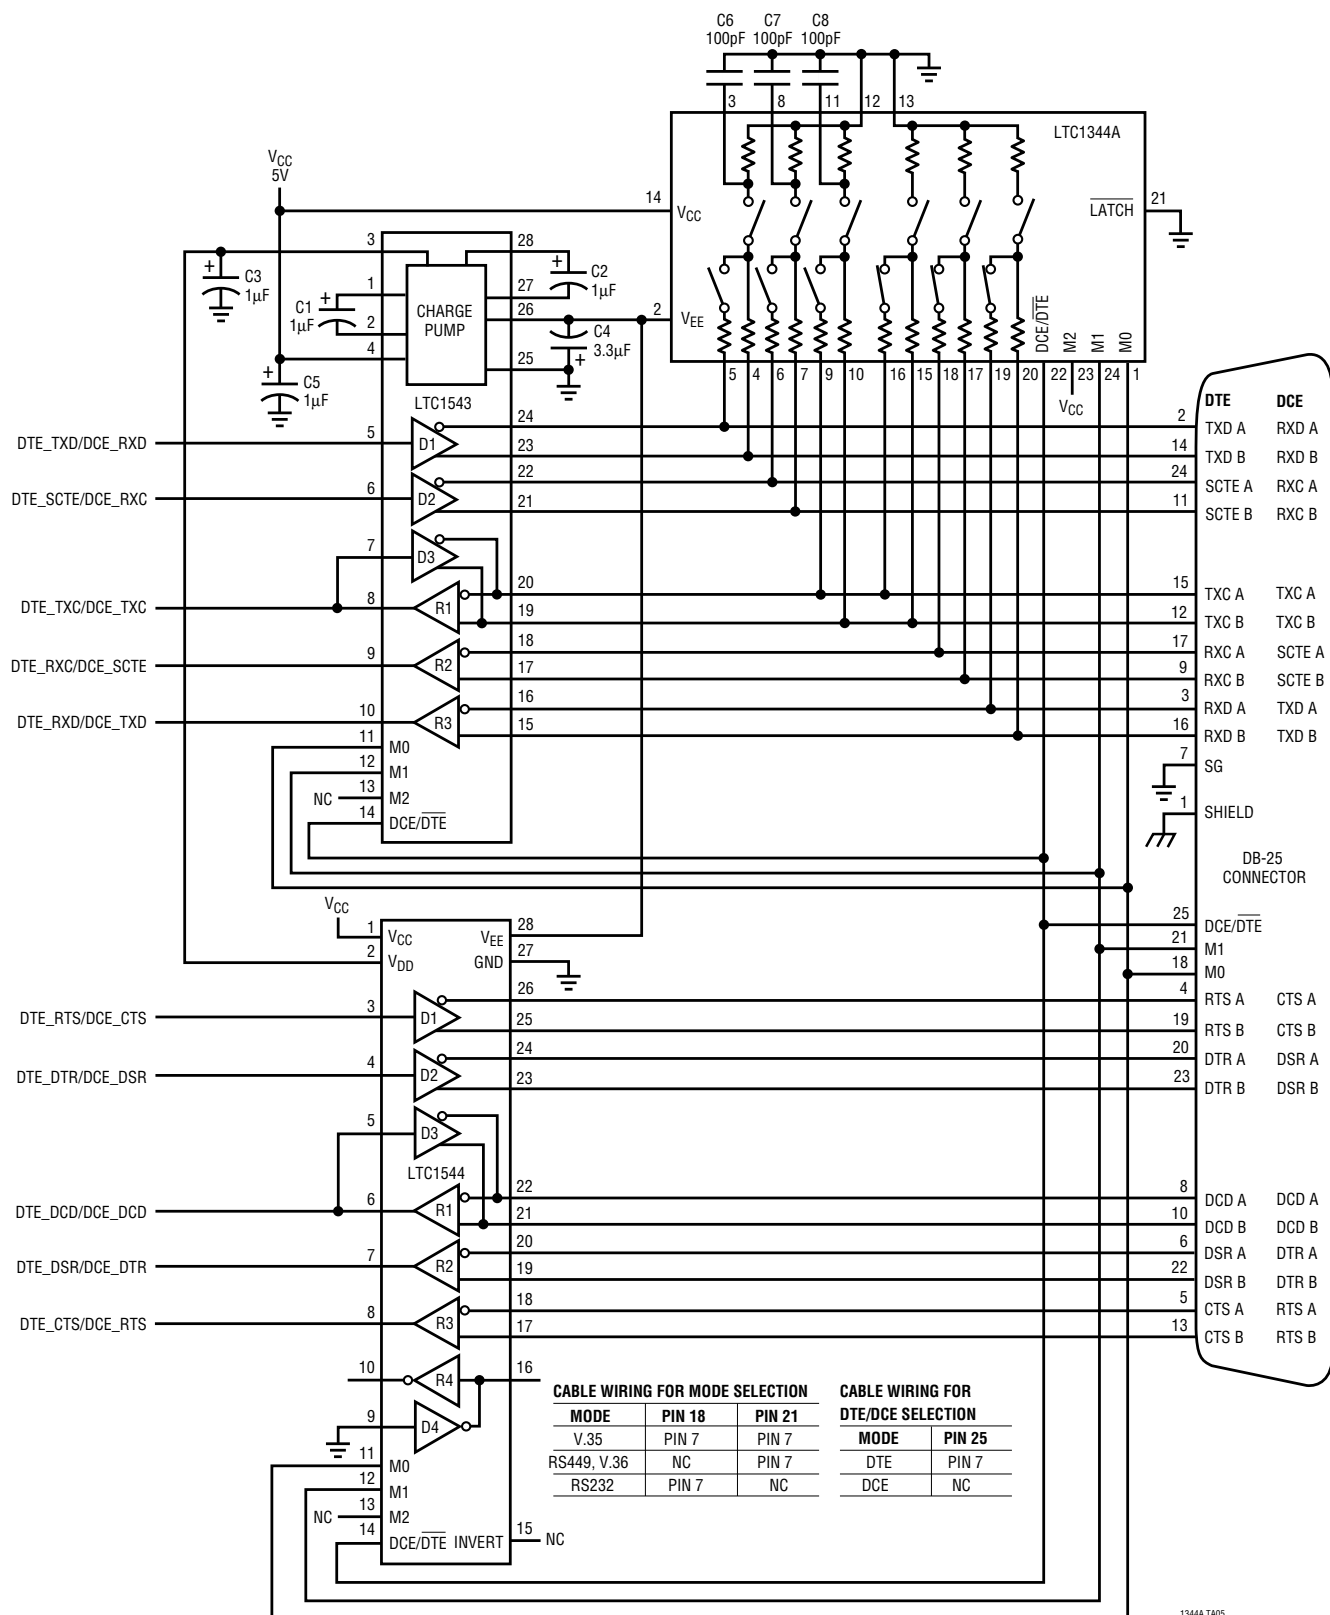 C6 C7 C8
100pF 100pF 100pF
3 8 11 12 13
LTC1344A
VCC
5V
14 VCC LATCH 21
3 28
C3
1µF
+
C2
1µF
+
1 27
C1
1µF
+
CHARGE
PUMP
26 2 VEE
2
C4
3.3µF
+
4 25
C5
1µF
+
DCE/DTE M2 M1 M0
5 4 6 7 9 10 16 15 18 17 19 20 22 23 24 1
VCC
LTC1543
DTE DCE
DTE_TXD/DCE_RXD 5 D1 24 2 TXD A RXD A
23 14 TXD B RXD B
DTE_SCTE/DCE_RXC 6 D2 22 24 SCTE A RXC A
21 11 SCTE B RXC B
7 D3
DTE_TXC/DCE_TXC 8 R1 20 15 TXC A TXC A
19 12 TXC B TXC B
DTE_RXC/DCE_SCTE 9 R2 18 17 RXC A SCTE A
17 9 RXC B SCTE B
DTE_RXD/DCE_TXD 10 R3 16 3 RXD A TXD A
15 16 RXD B TXD B
11 M0
7 SG
12 M1
NC 13 M2
14 DCE/DTE
1 SHIELD
DB-25
CONNECTOR
VCC
1 VCC VEE 28
25 DCE/DTE
2 VDD GND 27
21 M1
18 M0
DTE_RTS/DCE_CTS 3 D1 26 4 RTS A CTS A
25 19 RTS B CTS B
DTE_DTR/DCE_DSR 4 D2 24 20 DTR A DSR A
23 23 DTR B DSR B
5 D3
LTC1544
DTE_DCD/DCE_DCD 6 R1 22 8 DCD A DCD A
21 10 DCD B DCD B
DTE_DSR/DCE_DTR 7 R2 20 6 DSR A DTR A
19 22 DSR B DTR B
DTE_CTS/DCE_RTS 8 R3 18 5 CTS A RTS A
17 13 CTS B RTS B
10 R4 16
9 D4
11 M0
12 M1
NC 13 M2
14 DCE/DTE INVERT 15 NC
CABLE WIRING FOR MODE SELECTION
MODE PIN 18 PIN 21
V.35 PIN 7 PIN 7
RS449, V.36 NC PIN 7
RS232 PIN 7 NC
CABLE WIRING FOR
DTE/DCE SELECTION
MODE PIN 25
DTE PIN 7
DCE NC
1344A TA05